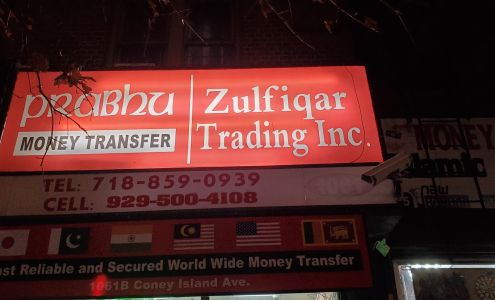 prabhu
MONEY TRANSFER
Zulfiqar
Trading Inc.
TEL: 718-859-0939
CELL: 929-500-4108
st Reliable and Secured World Wide Money Transfer
1061B Coney Island Ave.
MONEY
lamic